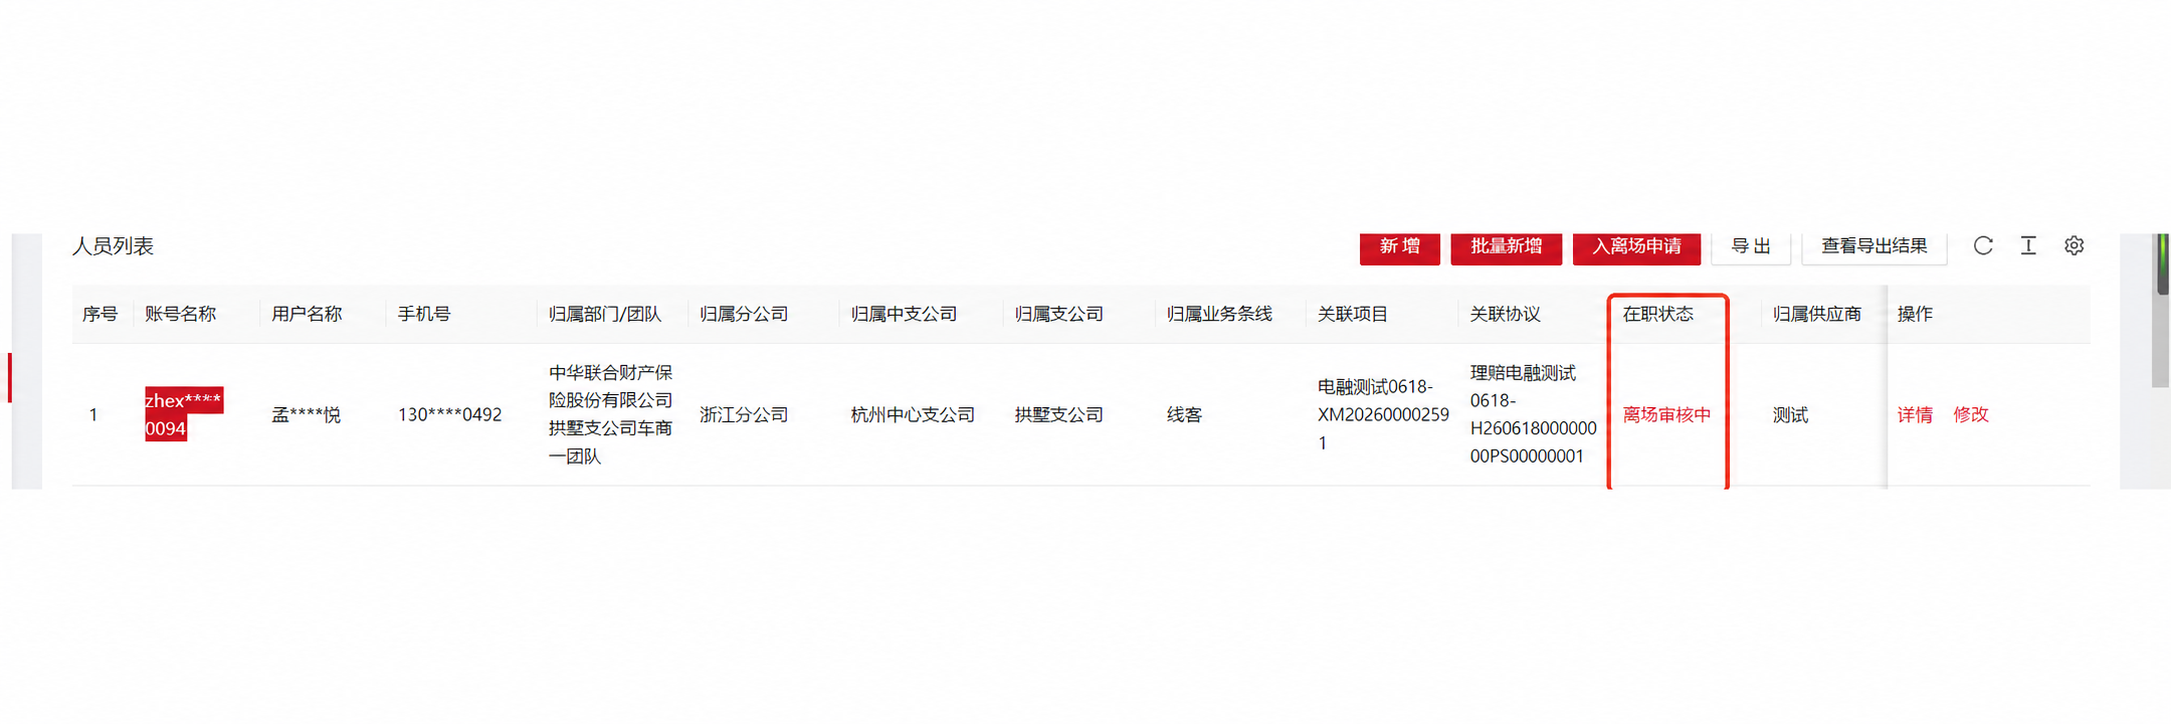 人员列表
新 增
批量新增
入离场申请
导 出
查看导出结果
序号
账号名称
用户名称
手机号
归属部门/团队
归属分公司
归属中支公司
归属支公司
归属业务条线
关联项目
关联协议
在职状态
归属供应商
操作
1
zhex****
0094
孟****悦
130****0492
中华联合财产保
险股份有限公司
拱墅支公司车商
一团队
浙江分公司
杭州中心支公司
拱墅支公司
线客
电融测试0618-
XM20260000259
1
理赔电融测试
0618-
H260618000000
00PS00000001
离场审核中
测试
详情
修改